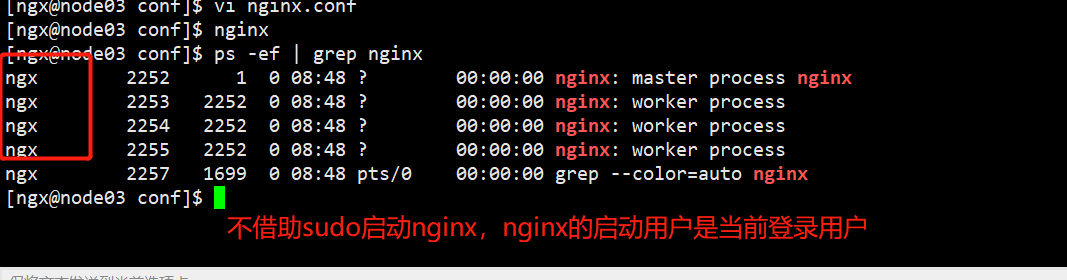 [ngx@node03 conf]$ vi nginx.conf
[ngx@node03 conf]$ nginx
[ngx@node03 conf]$ ps -ef | grep nginx
ngx 2252 1 0 08:48 ? 00:00:00 nginx: master process nginx
ngx 2253 2252 0 08:48 ? 00:00:00 nginx: worker process
ngx 2254 2252 0 08:48 ? 00:00:00 nginx: worker process
ngx 2255 2252 0 08:48 ? 00:00:00 nginx: worker process
ngx 2257 1699 0 08:48 pts/0 00:00:00 grep --color=auto nginx
[ngx@node03 conf]$
不借助sudo启动nginx，nginx的启动用户是当前登录用户